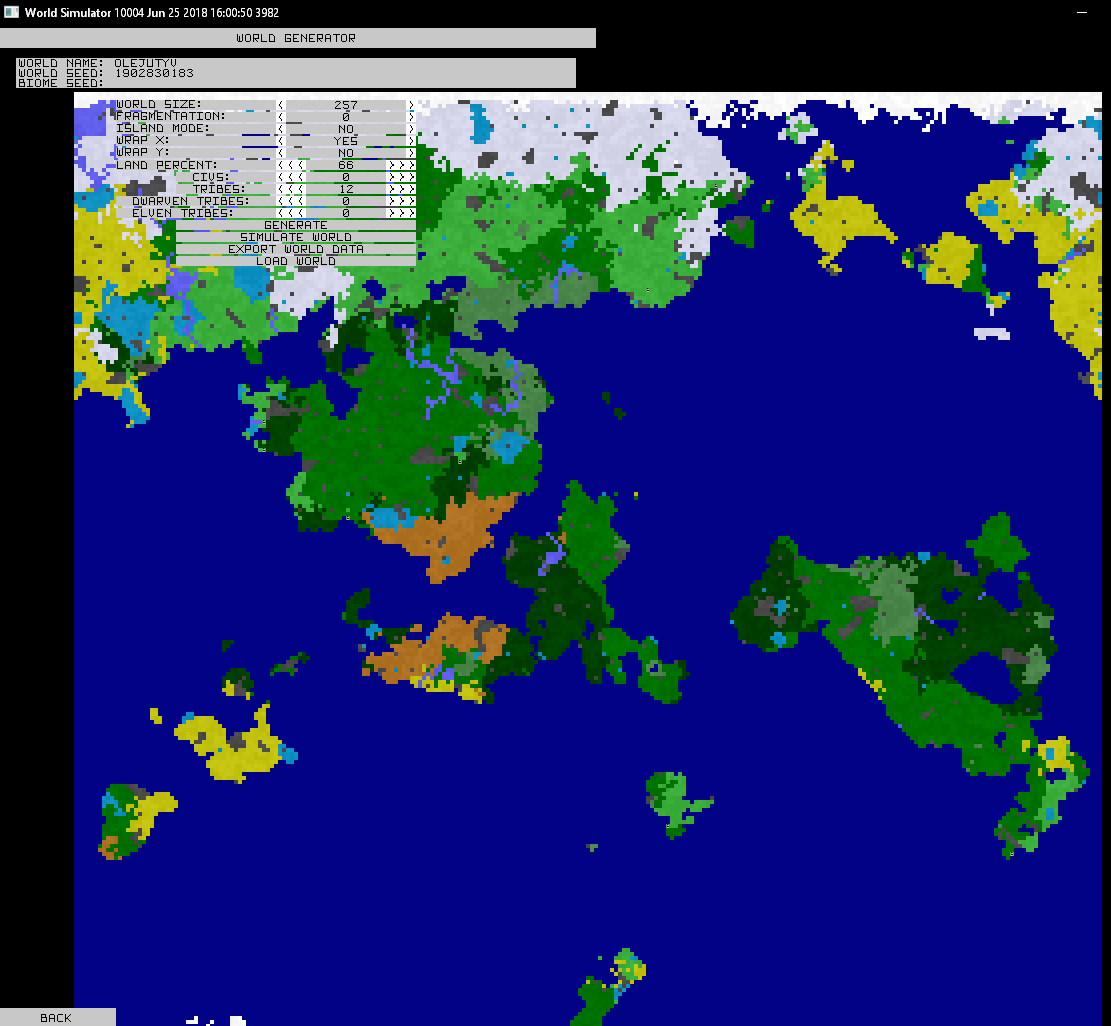 World Simulator 10004 Jun 25 2018 16:00:50 3982
WORLD GENERATOR
WORLD NAME: OLEJUTYV
WORLD SEED: 1902830183
BIOME SEED:
WORLD SIZE: < 257 >
FRAGMENTATION: < 0 >
ISLAND MODE: < NO >
WRAP X: < YES >
WRAP Y: < NO >
LAND PERCENT: < < < 66 > > >
CIVS: < < < 0 > > >
TRIBES: < < < 12 > > >
DWARVEN TRIBES: < < < 0 > > >
ELVEN TRIBES: < < < 0 > > >
GENERATE
SIMULATE WORLD
EXPORT WORLD DATA
LOAD WORLD
BACK